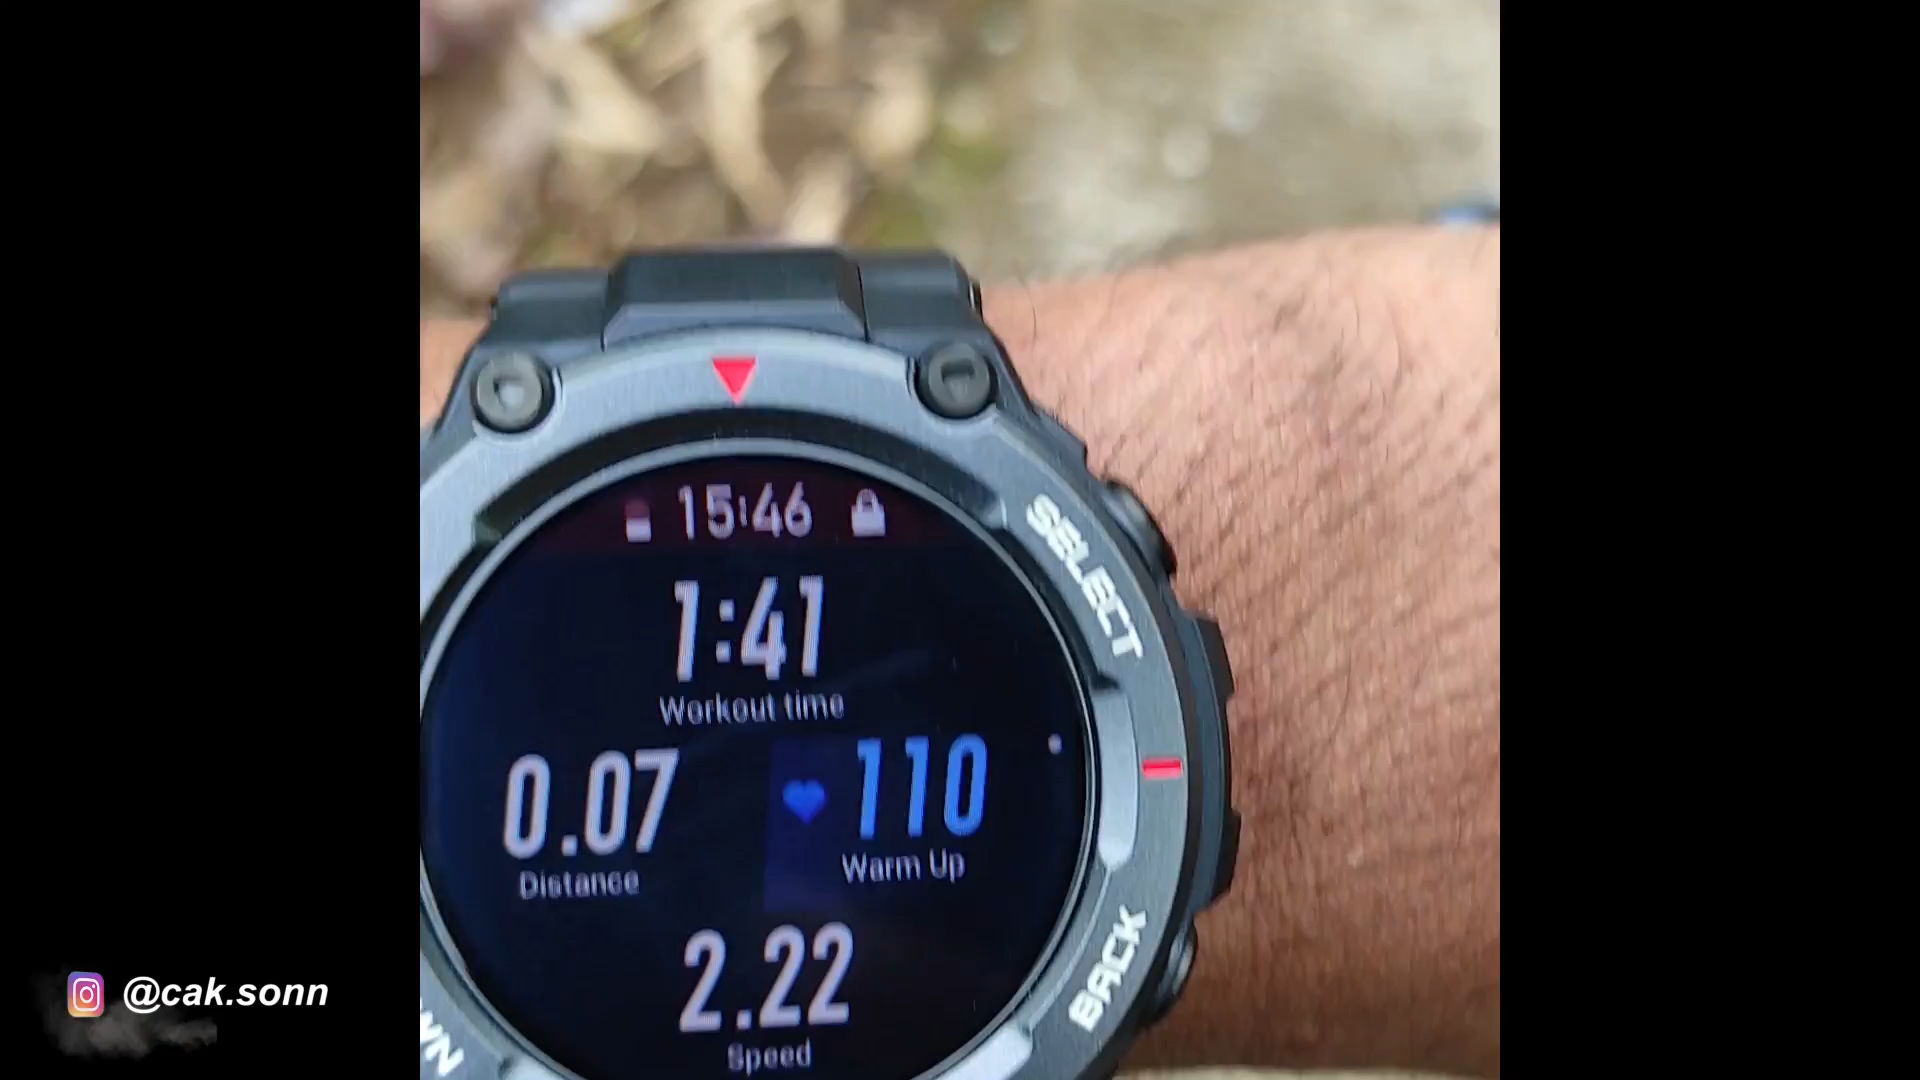 15:46
1:41
Workout time
0.07
110
Distance
Warm Up
2.22
Speed
SELECT
BACK
@cak.sonn